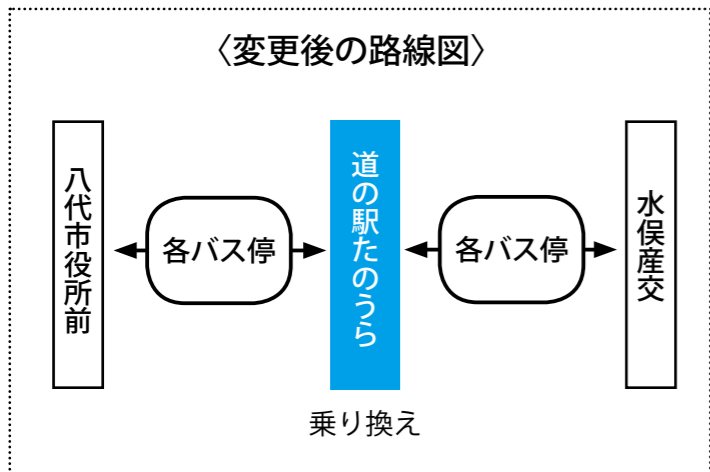 〈変更後の路線図〉
八代市役所前
各バス停
道の駅たのうら
各バス停
水俣産交
乗り換え